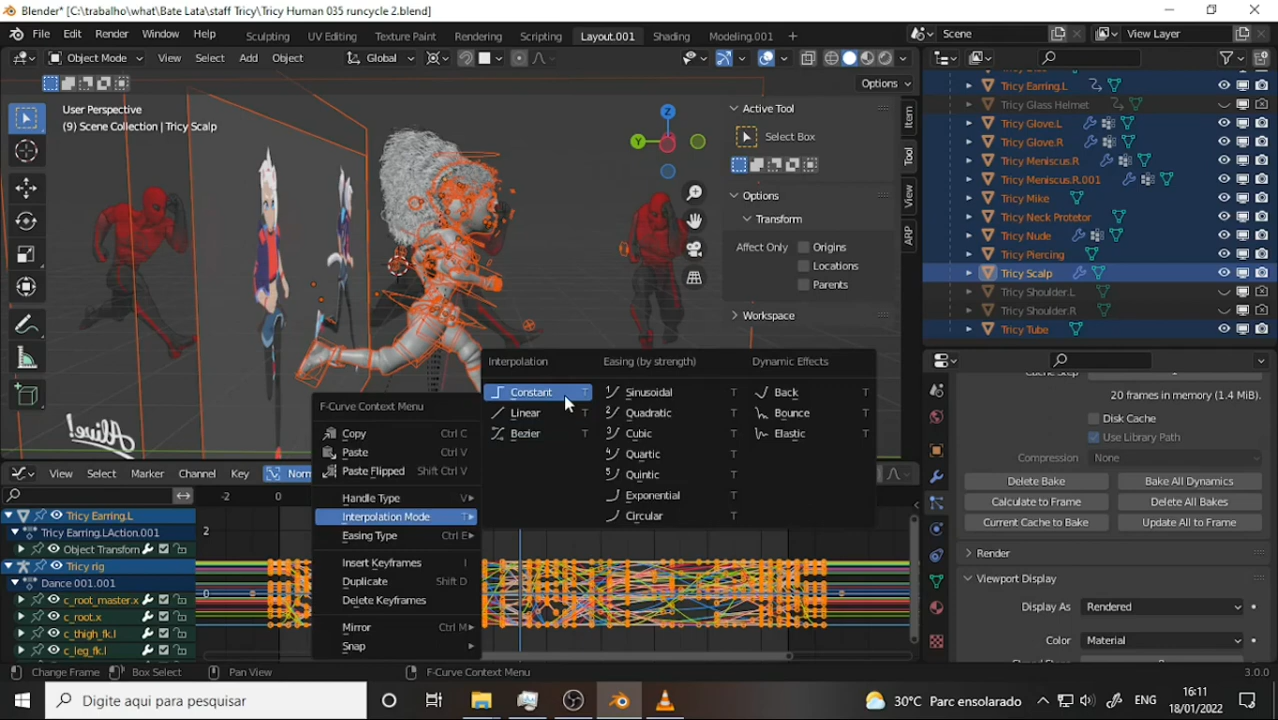 Blender* [C:\trabalho\what\Bate Lata\staff Tricy\Tricy Human 035 runcycle 2.blend]
File Edit Render Window Help Sculpting UV Editing Texture Paint Rendering Scripting Layout.001 Shading Modeling.001 + Scene View Layer
Object Mode View Select Add Object Global
Options
User Perspective
(9) Scene Collection | Tricy Scalp
Z
Y
Active Tool
Select Box
Options
Transform
Affect Only Origins
Locations
Parents
Workspace
Item
Tool
View
ARP
Tricy Earring.L
Tricy Glass Helmet
Tricy Glove.L
Tricy Glove.R
Tricy Meniscus.R
Tricy Meniscus.R.001
Tricy Mike
Tricy Neck Protetor
Tricy Nude
Tricy Piercing
Tricy Scalp
Tricy Shoulder.L
Tricy Shoulder.R
Tricy Tube
Cache Step 1
20 frames in memory (1.4 MiB).
Disk Cache
Use Library Path
Compression None
Delete Bake Bake All Dynamics
Calculate to Frame Delete All Bakes
Current Cache to Bake Update All to Frame
Render
Viewport Display
Display As Rendered
Color Material
F-Curve Context Menu
Copy Ctrl C
Paste Ctrl V
Paste Flipped Shift Ctrl V
Handle Type V
Interpolation Mode T
Easing Type Ctrl E
Insert Keyframes I
Duplicate Shift D
Delete Keyframes X
Mirror Ctrl M
Snap
Interpolation Easing (by strength) Dynamic Effects
Constant T Sinusoidal T Back T
Linear T Quadratic T Bounce T
Bezier T Cubic T Elastic T
Quartic T
Quintic T
Exponential T
Circular T
View Select Marker Channel Key Norm
-2 0
2
0
Tricy Earring.L
Tricy Earring.LAction.001
Object Transform
Tricy rig
Dance 001.001
c_root_master.x
c_root.x
c_thigh_fk.l
c_leg_fk.l
Change Frame Box Select Pan View F-Curve Context Menu 3.0.0
Digite aqui para pesquisar
30°C Parc ensolarado ENG
16:11
18/01/2022